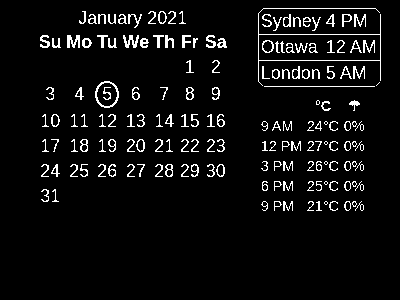 January 2021
Su Mo Tu We Th Fr Sa
1 2
3 4 5 6 7 8 9
10 11 12 13 14 15 16
17 18 19 20 21 22 23
24 25 26 27 28 29 30
31
Sydney 4 PM
Ottawa 12 AM
London 5 AM
°C ☂
9 AM 24°C 0%
12 PM 27°C 0%
3 PM 26°C 0%
6 PM 25°C 0%
9 PM 21°C 0%